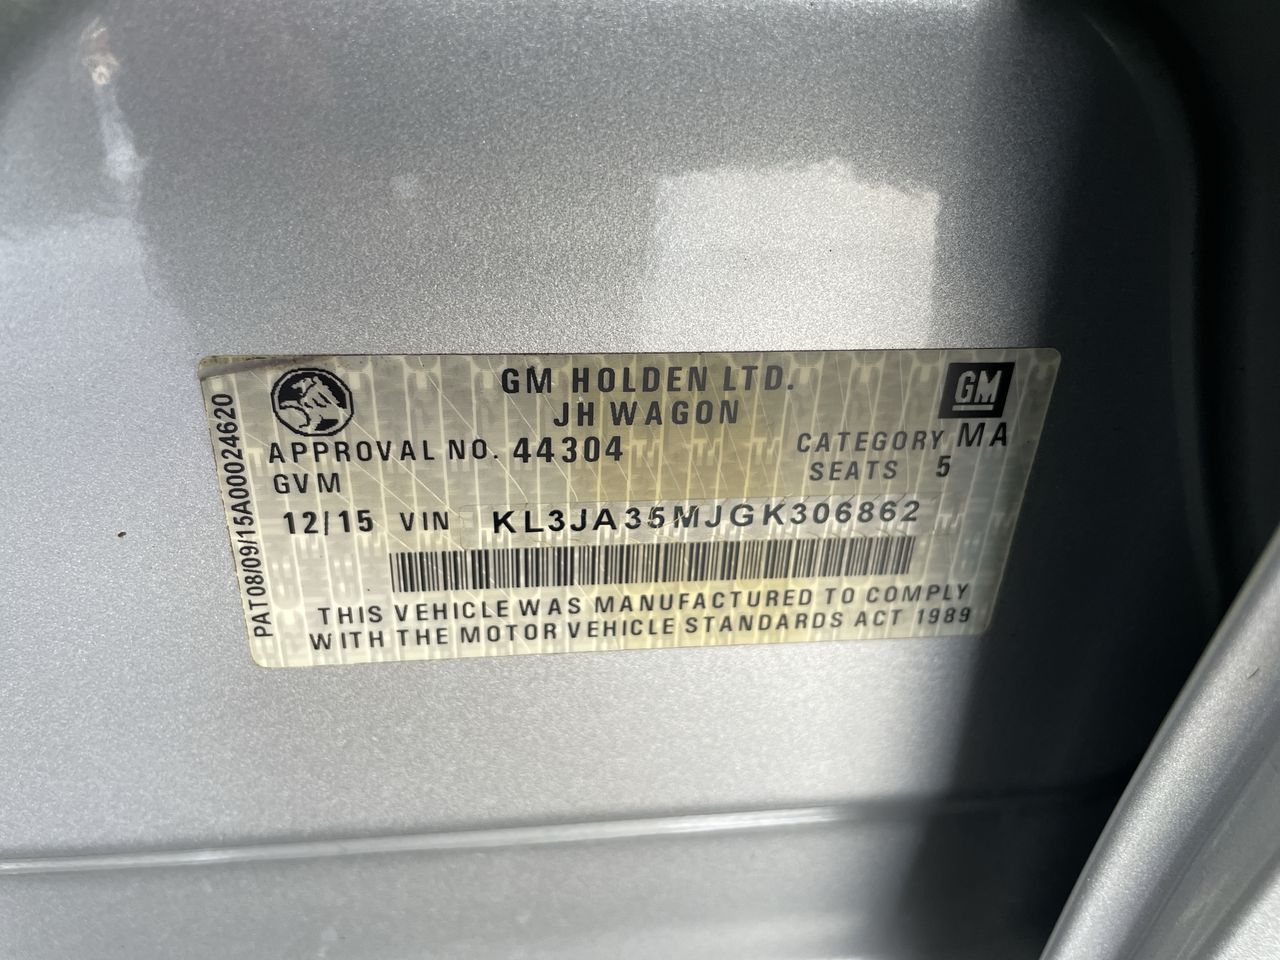 GM HOLDEN LTD.
GM
JH WAGON
APPROVAL NO. 44304
CATEGORY MA
GVM
SEATS 5
12/15 VIN KL3JA35MJGK306862
THIS VEHICLE WAS MANUFACTURED TO COMPLY
WITH THE MOTOR VEHICLE STANDARDS ACT 1989
PAT08/09/15A00024620